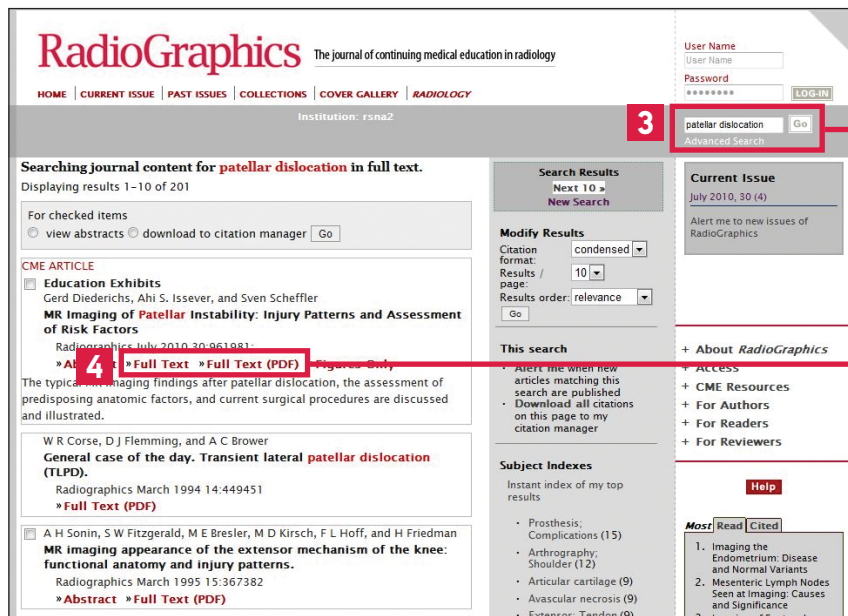 RadioGraphics The journal of continuing medical education in radiology
HOME | CURRENT ISSUE | PAST ISSUES | COLLECTIONS | COVER GALLERY | RADIOLOGY
Institution: rsna2
User Name
User Name
Password
LOG-IN
3
patellar dislocation Go
Advanced Search
Searching journal content for patellar dislocation in full text.
Displaying results 1-10 of 201
For checked items
view abstracts download to citation manager Go
CME ARTICLE
Education Exhibits
Gerd Diederichs, Ahi S. Issever, and Sven Scheffler
MR Imaging of Patellar Instability: Injury Patterns and Assessment
of Risk Factors
Radiographics July 2010 30:961981;
4
»Full Text »Full Text (PDF) »Figures Only
The typical MR imaging findings after patellar dislocation, the assessment of
predisposing anatomic factors, and current surgical procedures are discussed
and illustrated.
W R Corse, D J Flemming, and A C Brower
General case of the day. Transient lateral patellar dislocation
(TLPD).
Radiographics March 1994 14:449451
»Full Text (PDF)
A H Sonin, S W Fitzgerald, M E Bresler, M D Kirsch, F L Hoff, and H Friedman
MR imaging appearance of the extensor mechanism of the knee:
functional anatomy and injury patterns.
Radiographics March 1995 15:367382
»Abstract »Full Text (PDF)
Search Results
Next 10 »
New Search
Modify Results
Citation
format: condensed
Results /
page: 10
Results order: relevance
Go
This search
· Alert me when new
articles matching this
search are published
· Download all citations
on this page to my
citation manager
Subject Indexes
Instant index of my top
results
· Prosthesis;
Complications (15)
· Arthrography;
Shoulder (12)
· Articular cartilage (9)
· Avascular necrosis (9)
· Extensor; Tendon (9)
Current Issue
July 2010, 30 (4)
Alert me to new issues of
RadioGraphics
+ About RadioGraphics
+ Access
+ CME Resources
+ For Authors
+ For Readers
+ For Reviewers
Help
Most Read Cited
1. Imaging the
Endometrium: Disease
and Normal Variants
2. Mesenteric Lymph Nodes
Seen at Imaging: Causes
and Significance